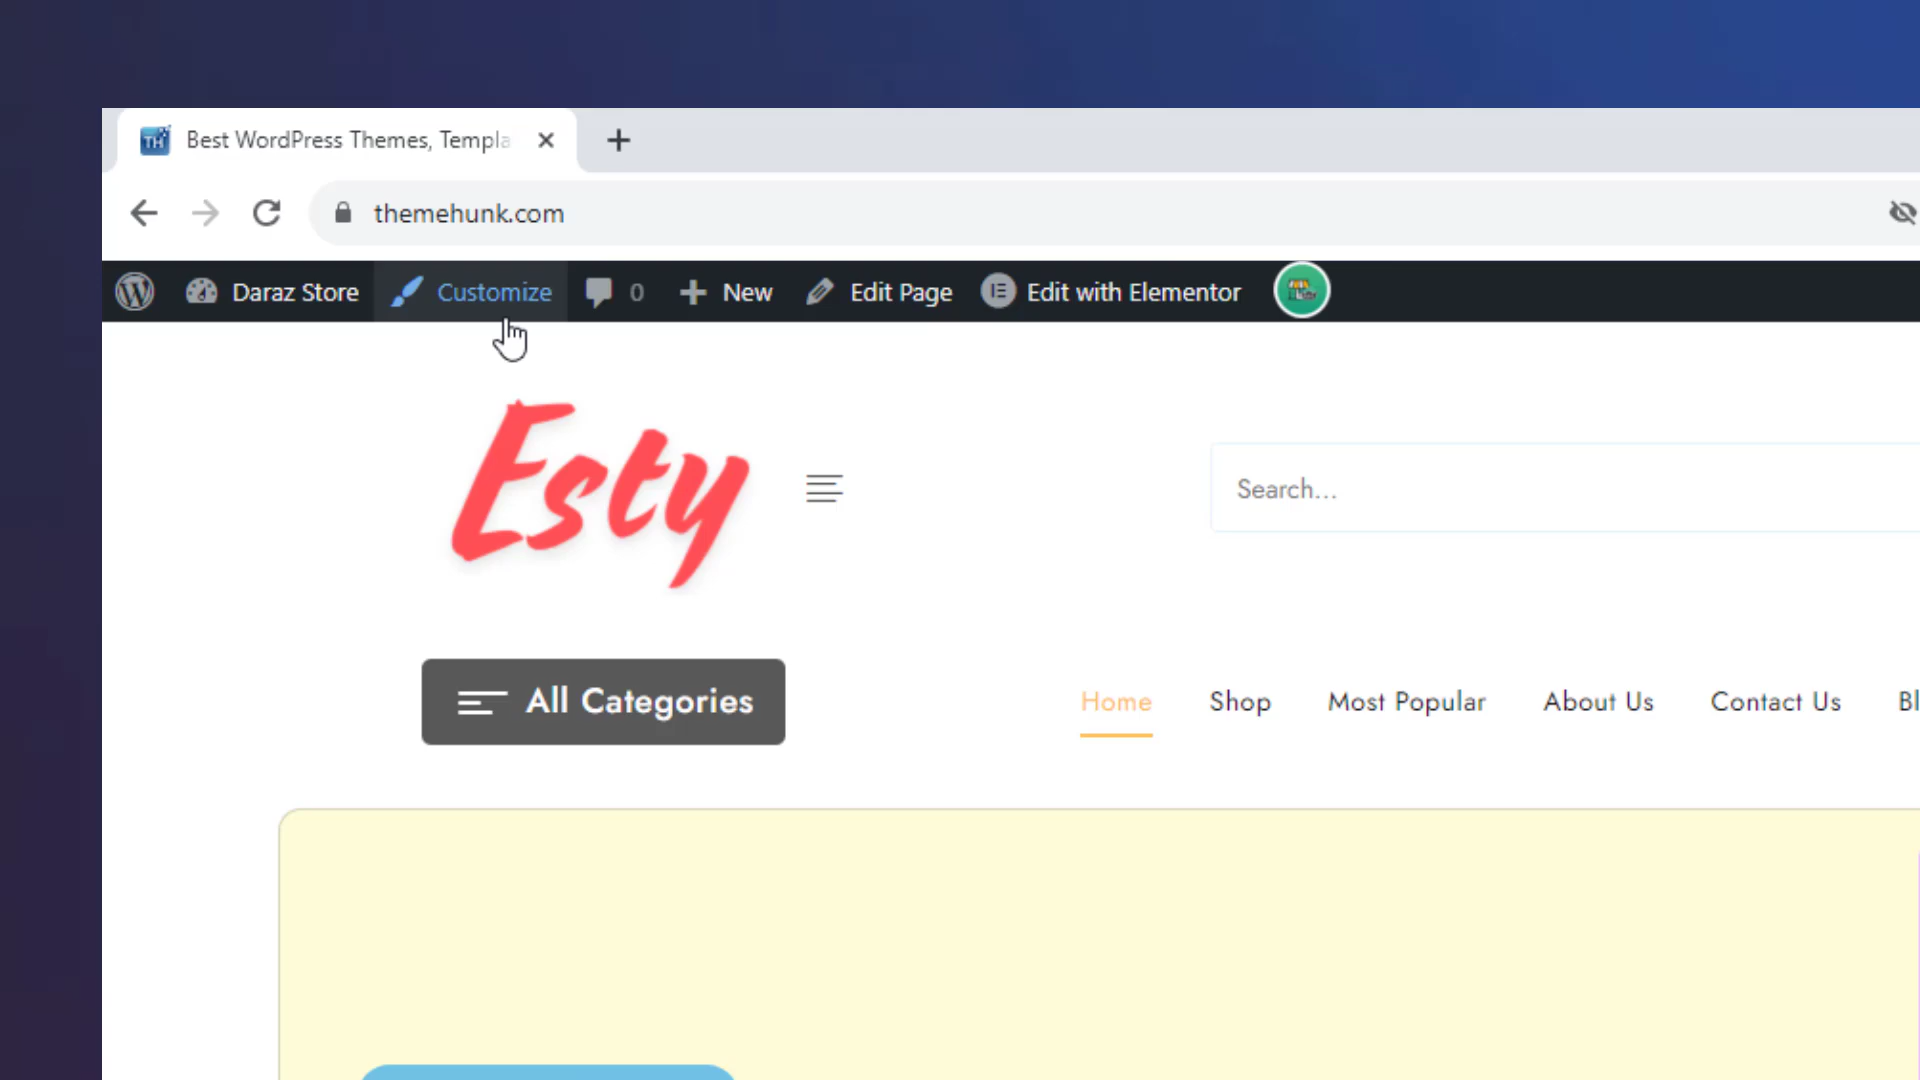 Best WordPress Themes, Templa
themehunk.com
Daraz Store Customize 0 New Edit Page Edit with Elementor
Esty
Search...
All Categories Home Shop Most Popular About Us Contact Us Bl